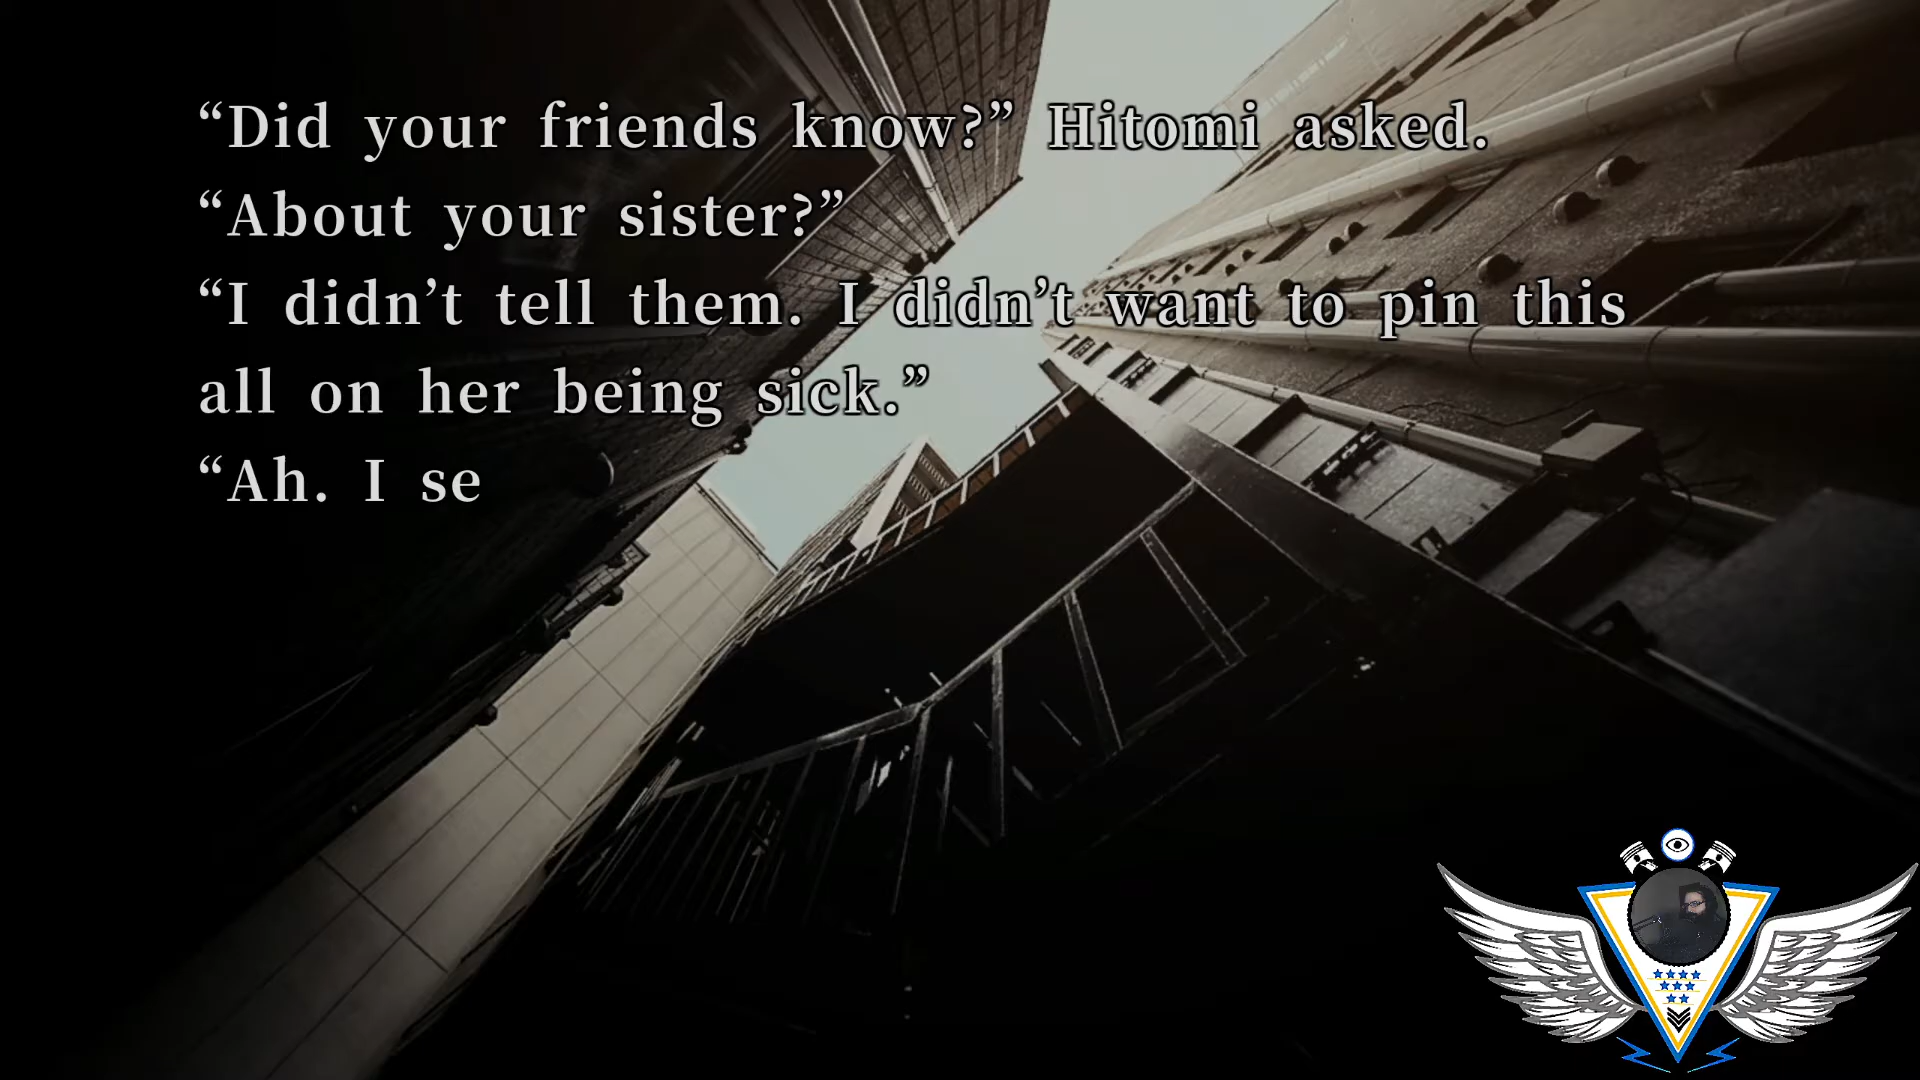 “Did your friends know?” Hitomi asked.
“About your sister?”
“I didn’t tell them. I didn’t want to pin this
all on her being sick.”
“Ah. I se